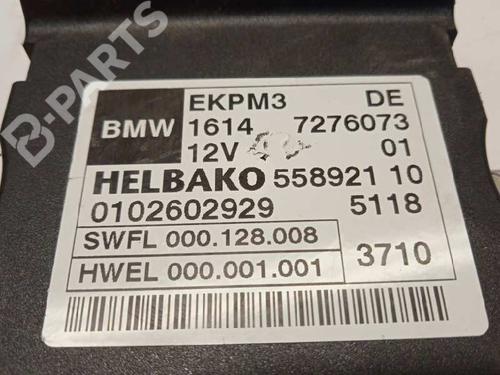 B-PARTS
EKPM3 DE
BMW 1614 7276073
12V 01
HELBAKO 558921 10
0102602929 5118
SWFL 000.128.008
HWEL 000.001.001 3710